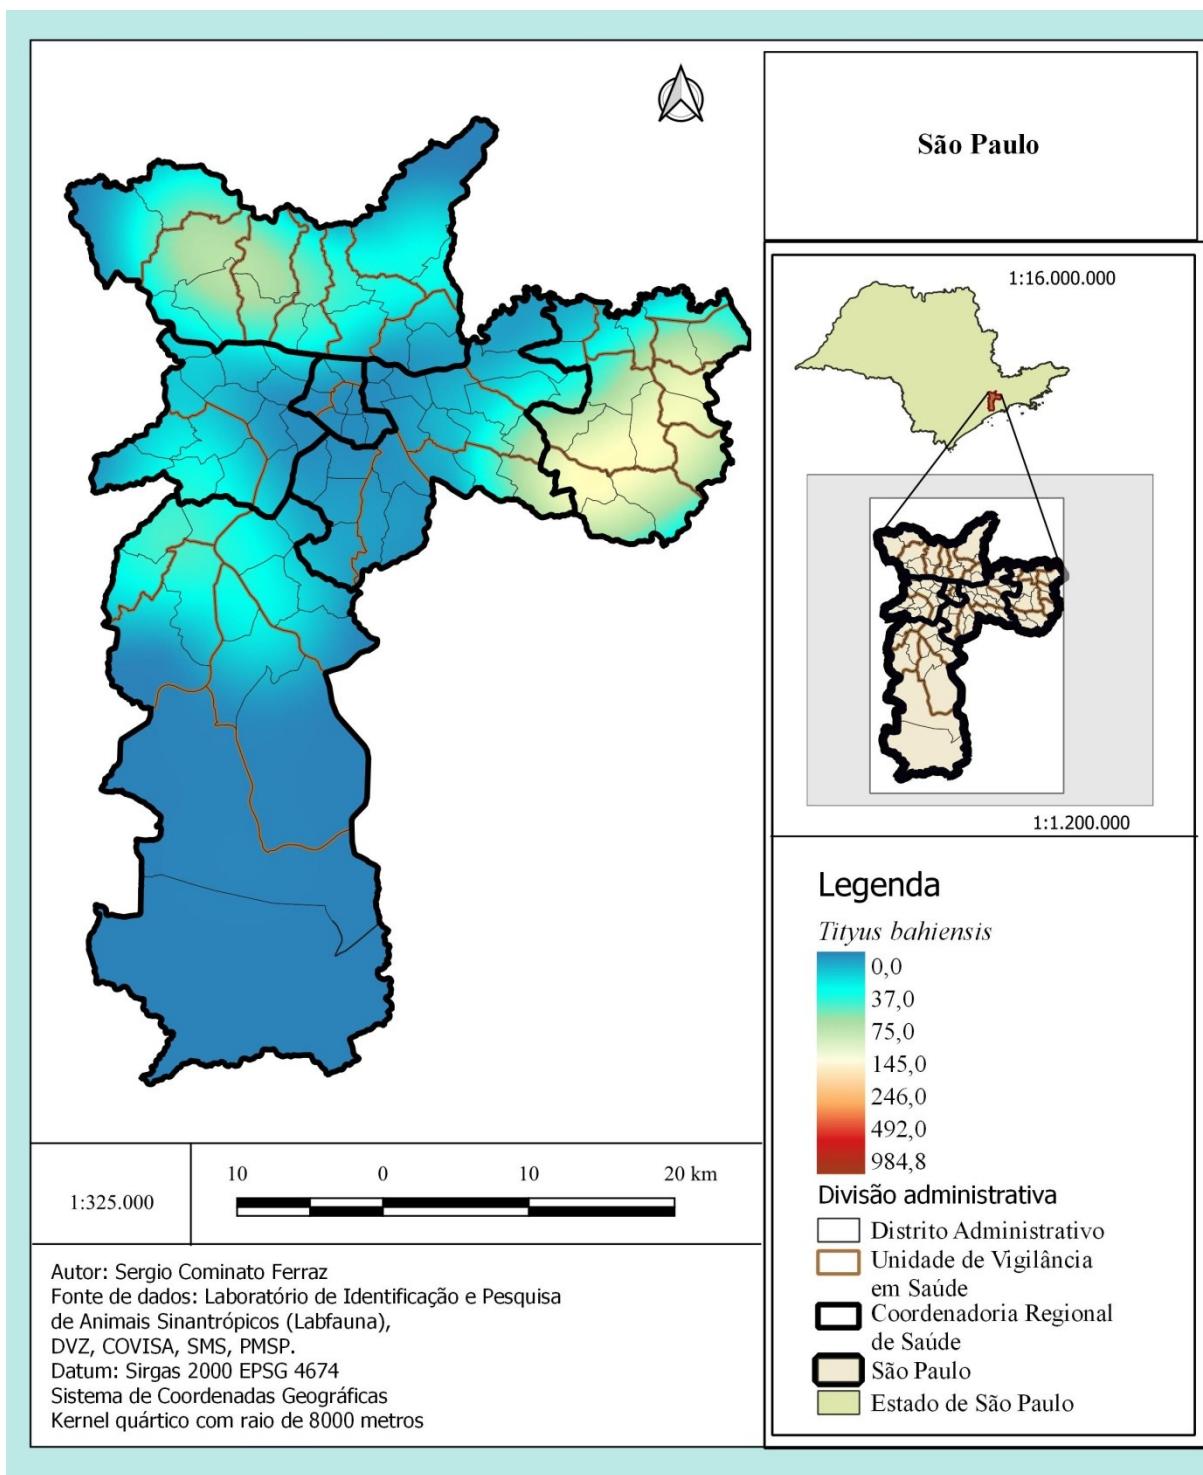 São Paulo
1:16.000.000
1:1.200.000
Legenda
Tityus bahiensis
0,0
37,0
75,0
145,0
246,0
492,0
984,8
Divisão administrativa
Distrito Administrativo
Unidade de Vigilância
em Saúde
Coordenadoria Regional
de Saúde
São Paulo
Estado de São Paulo
1:325.000
10 0 10 20 km
Autor: Sergio Cominato Ferraz
Fonte de dados: Laboratório de Identificação e Pesquisa
de Animais Sinantrópicos (Labfauna),
DVZ, COVISA, SMS, PMSP.
Datum: Sirgas 2000 EPSG 4674
Sistema de Coordenadas Geográficas
Kernel quártico com raio de 8000 metros